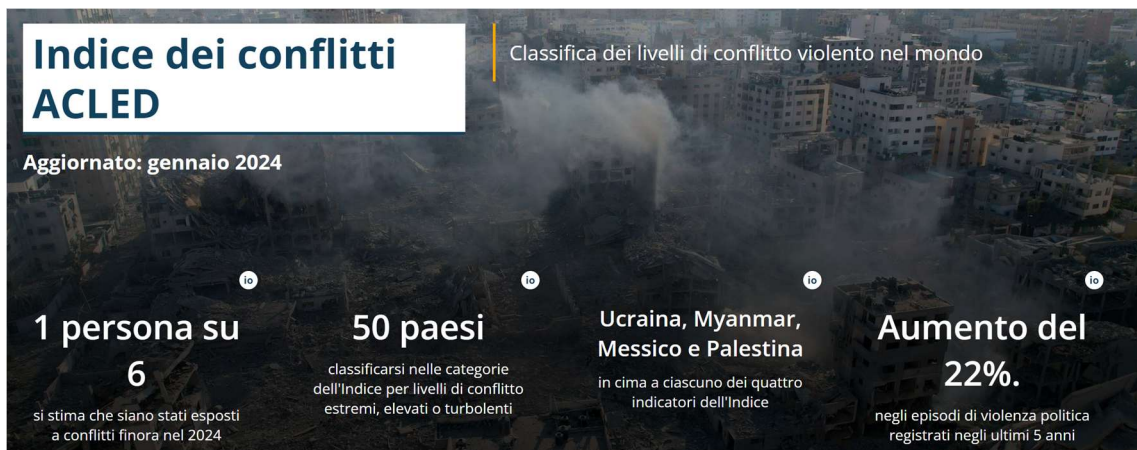 Indice dei conflitti
ACLED
Classifica dei livelli di conflitto violento nel mondo
Aggiornato: gennaio 2024
io
io
io
io
1 persona su
6
si stima che siano stati esposti
a conflitti finora nel 2024
50 paesi
classificarsi nelle categorie
dell'Indice per livelli di conflitto
estremi, elevati o turbolenti
Ucraina, Myanmar,
Messico e Palestina
in cima a ciascuno dei quattro
indicatori dell'Indice
Aumento del
22%.
negli episodi di violenza politica
registrati negli ultimi 5 anni